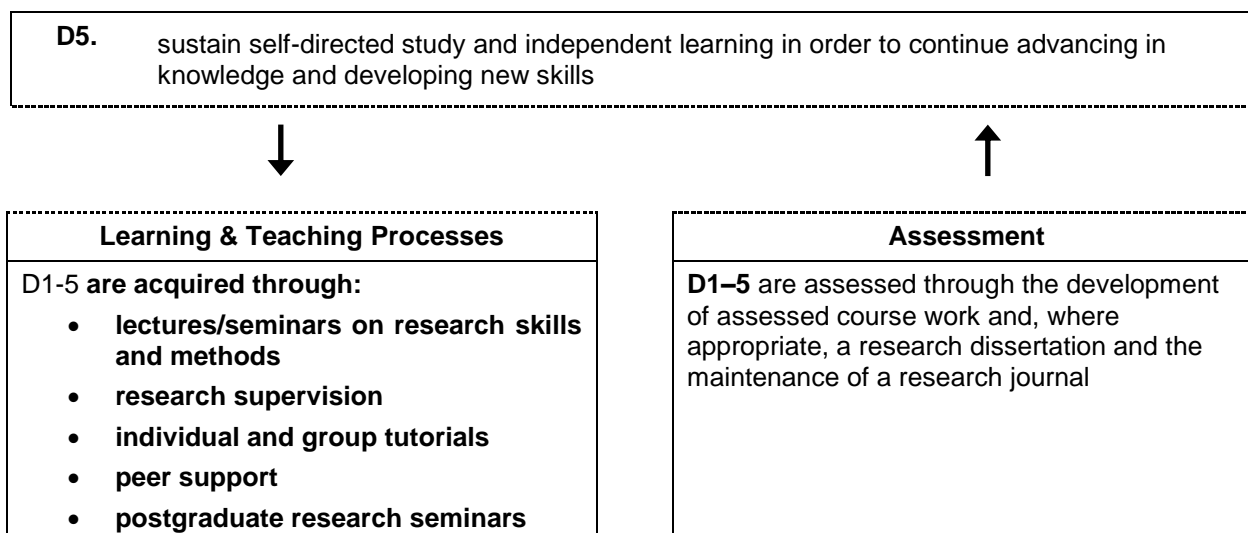 D5. sustain self-directed study and independent learning in order to continue advancing in
knowledge and developing new skills
Learning & Teaching Processes
D1-5 are acquired through:
• lectures/seminars on research skills
and methods
• research supervision
• individual and group tutorials
• peer support
• postgraduate research seminars
Assessment
D1–5 are assessed through the development
of assessed course work and, where
appropriate, a research dissertation and the
maintenance of a research journal